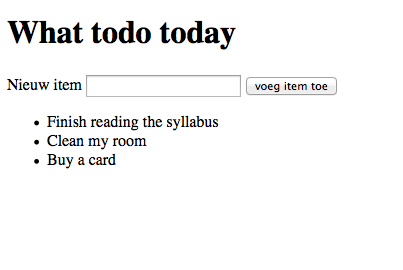 What todo today
Nieuw item voeg item toe
Finish reading the syllabus
Clean my room
Buy a card